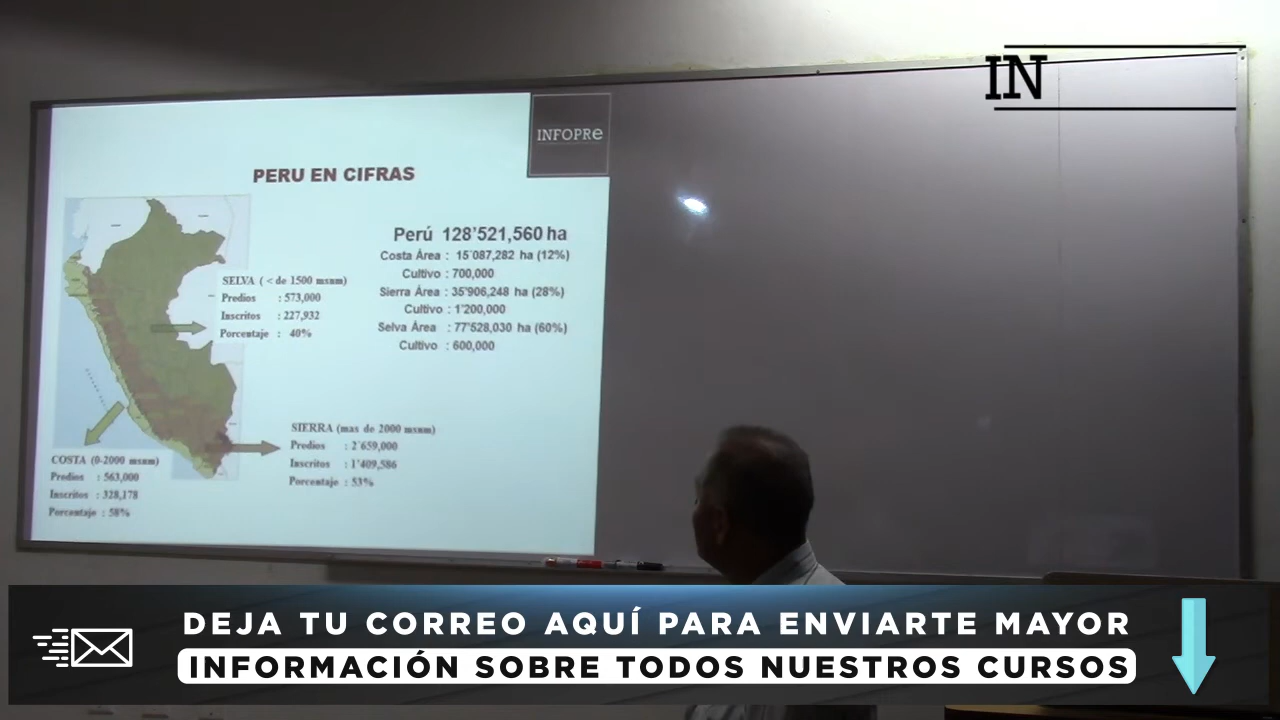 IN
INFOPRe
PERU EN CIFRAS
Perú 128'521,560 ha
Costa Área : 15'087,282 ha (12%)
Cultivo : 700,000
Sierra Área : 35'906,248 ha (28%)
Cultivo : 1'200,000
Selva Área : 77'528,030 ha (60%)
Cultivo : 600,000
SELVA ( < de 1500 msnm)
Predios : 573,000
Inscritos : 227,932
Porcentaje : 40%
SIERRA (mas de 2000 msnm)
Predios : 2´659,000
Inscritos : 1'409,586
Porcentaje : 53%
COSTA (0-2000 msnm)
Predios : 563,000
Inscritos : 328,178
Porcentaje : 58%
DEJA TU CORREO AQUÍ PARA ENVIARTE MAYOR
INFORMACIÓN SOBRE TODOS NUESTROS CURSOS